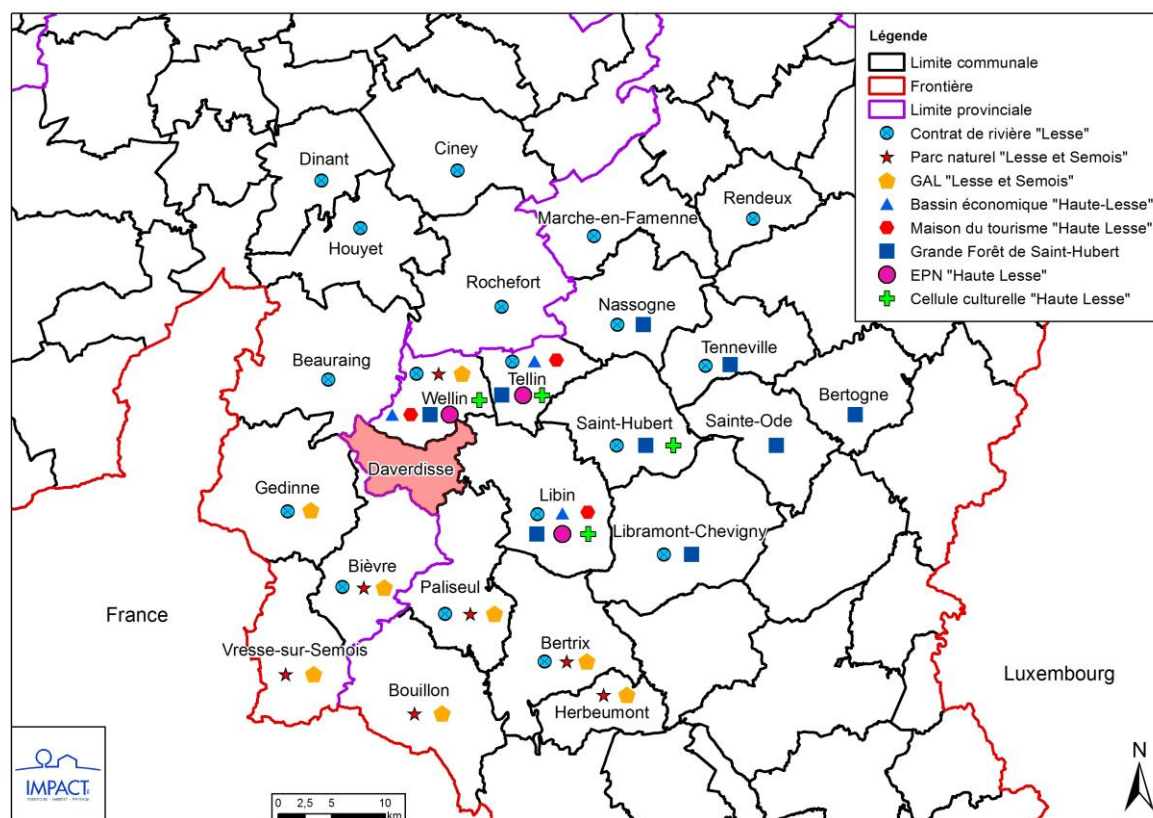 Légende
Limite communale
Frontière
Limite provinciale
Contrat de rivière "Lesse"
Parc naturel "Lesse et Semois"
GAL "Lesse et Semois"
Bassin économique "Haute-Lesse"
Maison du tourisme "Haute Lesse"
Grande Forêt de Saint-Hubert
EPN "Haute Lesse"
Cellule culturelle "Haute Lesse"
Dinant
Ciney
Rendeux
Marche-en-Famenne
Houyet
Rochefort
Nassogne
Tenneville
Beauraing
Tellin
Wellin
Bertogne
Saint-Hubert
Sainte-Ode
Daverdisse
Gedinne
Libin
Libramont-Chevigny
Bièvre
Paliseul
France
Vresse-sur-Semois
Bertrix
Luxembourg
Bouillon
Herbeumont
N
IMPACT
0 2,5 5 10
km